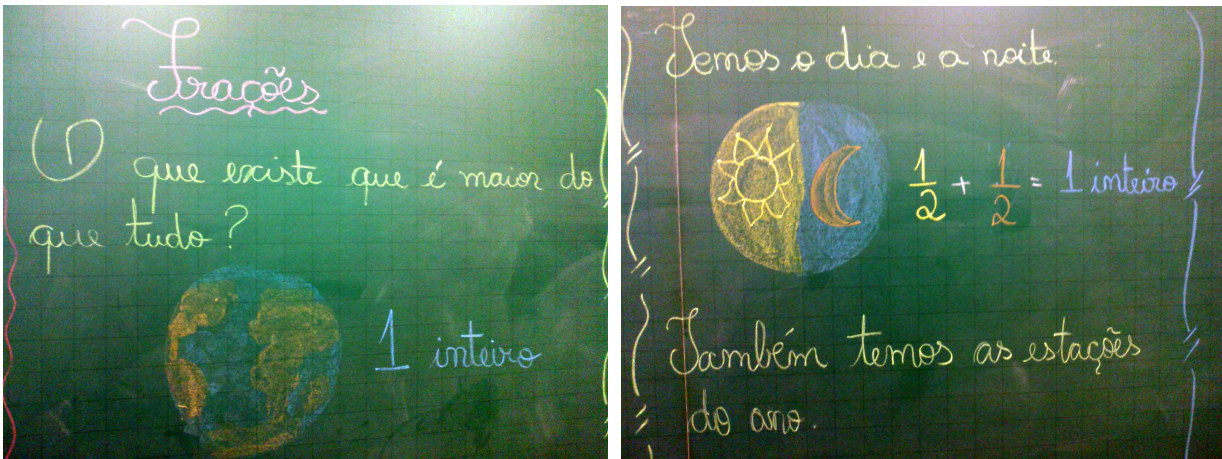 Frações
O que existe que é maior do
que tudo?
1 inteiro
Temos o dia e a noite.
1/2 + 1/2 = 1 inteiro
Também temos as estações
do ano.